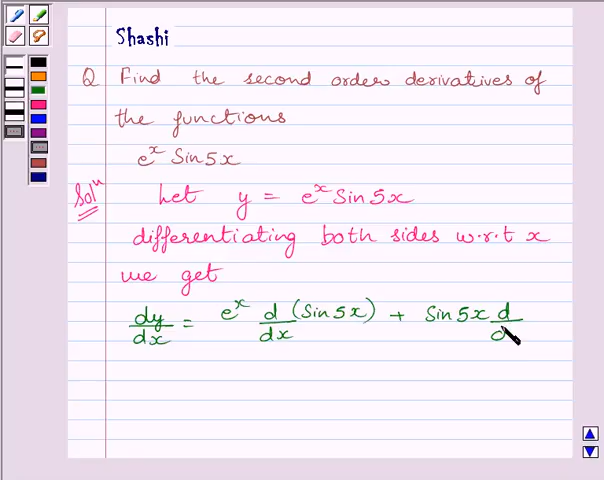 Shashi
Q Find the second order derivatives of
the functions
e^x Sin 5x
Sol^n Let y = e^x Sin 5x
differentiating both sides w.r.t x
we get
dy/dx = e^x d/dx (Sin 5x) + Sin 5x d/d